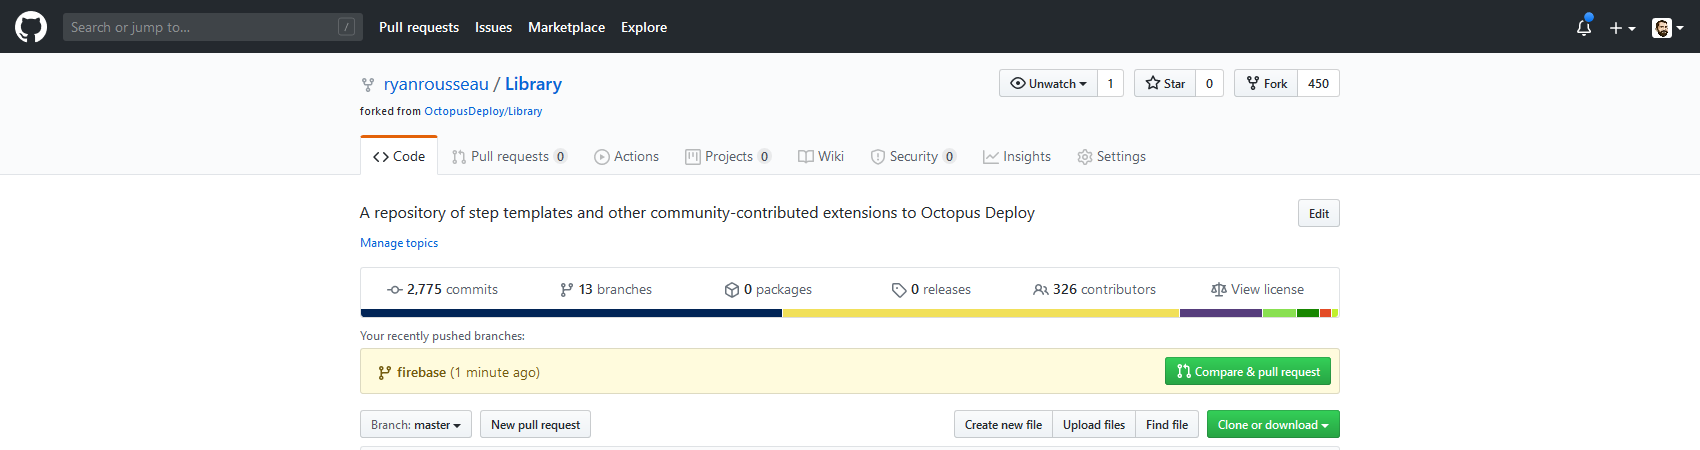 Search or jump to... / Pull requests Issues Marketplace Explore
ryanrousseau / Library Unwatch 1 Star 0 Fork 450
forked from OctopusDeploy/Library
Code Pull requests 0 Actions Projects 0 Wiki Security 0 Insights Settings
A repository of step templates and other community-contributed extensions to Octopus Deploy Edit
Manage topics
2,775 commits 13 branches 0 packages 0 releases 326 contributors View license
Your recently pushed branches:
firebase (1 minute ago) Compare & pull request
Branch: master New pull request Create new file Upload files Find file Clone or download